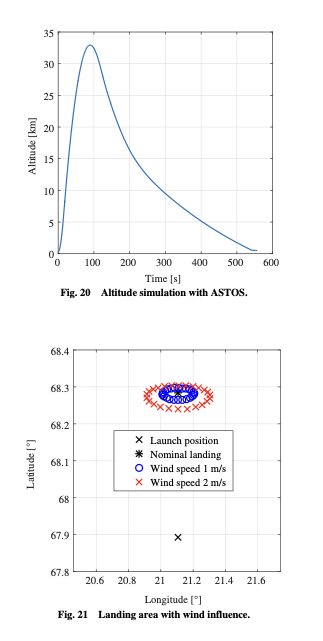 35
30
25
20
15
10
5
0
Altitude [km]
0 100 200 300 400 500 600
Time [s]
Fig. 20 Altitude simulation with ASTOS.
68.4
68.3
68.2
68.1
68
67.9
67.8
Latitude [°]
Launch position
Nominal landing
Wind speed 1 m/s
Wind speed 2 m/s
20.6 20.8 21 21.2 21.4 21.6
Longitude [°]
Fig. 21 Landing area with wind influence.